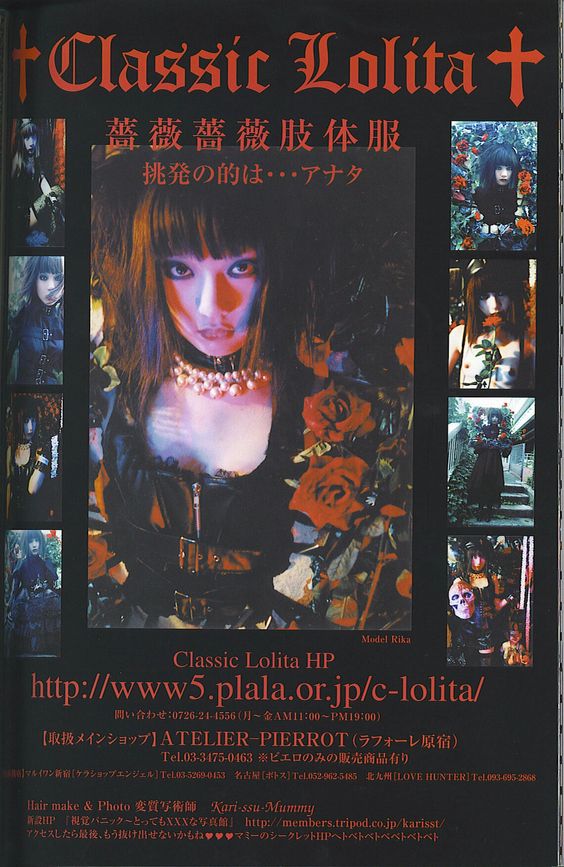 †Classic Lolita†
薔薇薔薇肢体服
挑発の的は・・・アナタ
Model Rika
Classic Lolita HP
http://www5.plala.or.jp/c-lolita/
問い合わせ:0726-24-4556(月〜金AM11:00〜PM19:00)
【取扱メインショップ】ATELIER-PIERROT(ラフォーレ原宿)
Tel.03-3475-0463 ※ピエロのみの販売商品有り
マルイワン新宿[ケラショップエンジェル]Tel.03-5269-0453 名古屋[ポトス]Tel.052-962-5485 北九州[LOVE HUNTER]Tel.093-695-2868
Hair make & Photo 変質写術師 Kari-ssu-Mummy
新設HP 『視覚パニック〜とってもXXXな写真館』 http://members.tripod.co.jp/karisst/
アクセスしたら最後、もう抜け出せないかもね♥♥♥マミーのシークレットHPヘトベトベトベトベトベト